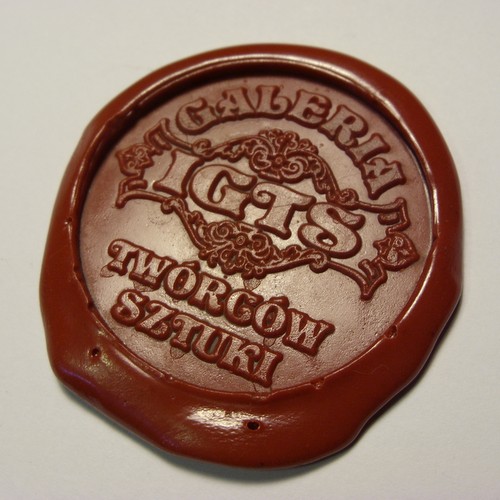 "GALERIA"
IGTS
TWÓRCÓW
SZTUKI